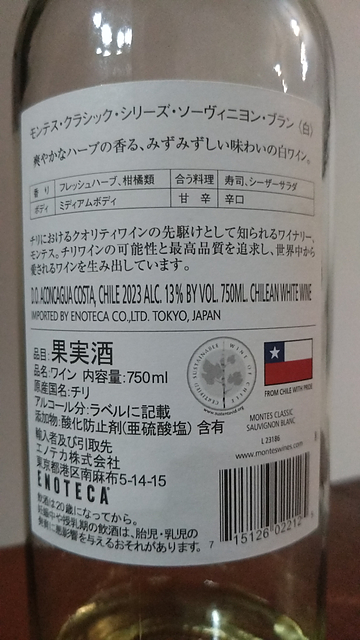 モンテス・クラシック・シリーズ・ソーヴィニヨン・ブラン〈白〉
爽やかなハーブの香る、みずみずしい味わいの白ワイン。
香り フレッシュハーブ、柑橘類 合う料理 寿司、シーザーサラダ
ボディ ミディアムボディ 甘辛 辛口
チリにおけるクオリティワインの先駆けとして知られるワイナリー、
モンテス。チリワインの可能性と最高品質を追求し、世界中から
愛されるワインを生み出しています。
D.O. ACONCAGUA COSTA, CHILE 2023 ALC. 13% BY VOL. 750ML. CHILEAN WHITE WINE
IMPORTED BY ENOTECA CO.,LTD. TOKYO, JAPAN
品目:果実酒
品名:ワイン 内容量:750ml
原産国名:チリ
アルコール分:ラベルに記載
添加物:酸化防止剤(亜硫酸塩) 含有
輸入者及び引取先
エノテカ株式会社
東京都港区南麻布5-14-15
ENOTECA
飲酒は20歳になってから。
妊娠中や授乳期の飲酒は、胎児・乳児の
発育に悪影響を与えるおそれがあります。
CERTIFIED SUSTAINABLE WINE OF CHILE
FROM CHILE WITH PRIDE
MONTES CLASSIC
SAUVIGNON BLANC
L 23186
www.monteswines.com
7 15126 02212